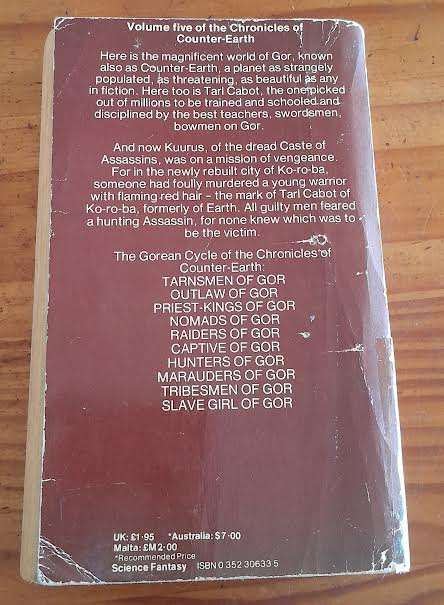 Volume five of the Chronicles of
Counter-Earth
Here is the magnificent world of Gor, known
also as Counter-Earth, a planet as strangely
populated, as threatening, as beautiful as any
in fiction. Here too is Tarl Cabot, the one picked
out of millions to be trained and schooled and
disciplined by the best teachers, swordsmen,
bowmen on Gor.
And now Kuurus, of the dread Caste of
Assassins, was on a mission of vengeance.
For in the newly rebuilt city of Ko-ro-ba,
someone had foully murdered a young warrior
with flaming red hair – the mark of Tarl Cabot of
Ko-ro-ba, formerly of Earth. All guilty men feared
a hunting Assassin, for none knew which was to
be the victim.
The Gorean Cycle of the Chronicles of
Counter-Earth:
TARNSMEN OF GOR
OUTLAW OF GOR
PRIEST-KINGS OF GOR
NOMADS OF GOR
RAIDERS OF GOR
CAPTIVE OF GOR
HUNTERS OF GOR
MARAUDERS OF GOR
TRIBESMEN OF GOR
SLAVE GIRL OF GOR
UK: £1·95 *Australia: $7·00
Malta: £M2·00
*Recommended Price
Science Fantasy ISBN 0 352 30633 5